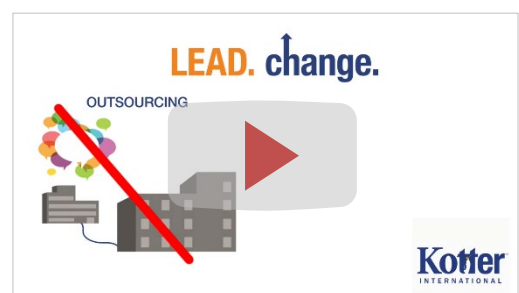 LEAD. change.
OUTSOURCING
Kotter
INTERNATIONAL